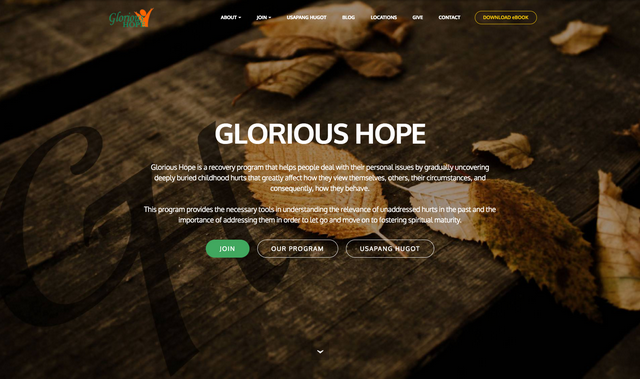 Glorious
HOPE
ABOUT
JOIN
USAPANG HUGOT
BLOG
LOCATIONS
GIVE
CONTACT
DOWNLOAD eBOOK
GLORIOUS HOPE
Glorious Hope is a recovery program that helps people deal with their personal issues by gradually uncovering
deeply buried childhood hurts that greatly affect how they view themselves, others, their circumstances, and
consequently, how they behave.
This program provides the necessary tools in understanding the relevance of unaddressed hurts in the past and the
importance of addressing them in order to let go and move on to fostering spiritual maturity.
JOIN
OUR PROGRAM
USAPANG HUGOT